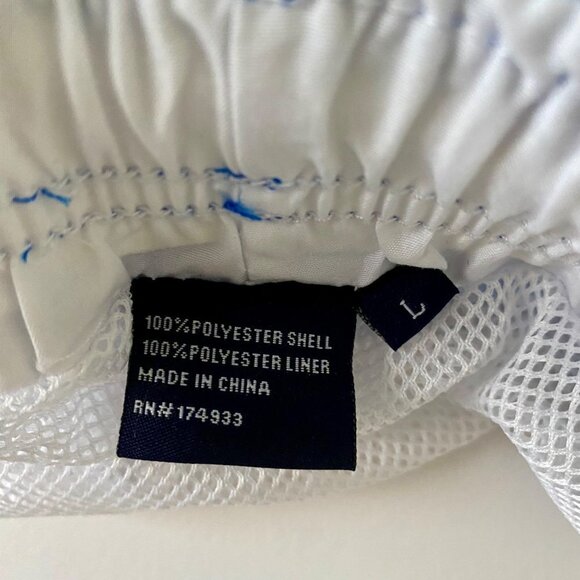 100%POLYESTER SHELL
100%POLYESTER LINER
MADE IN CHINA
RN#174933
L